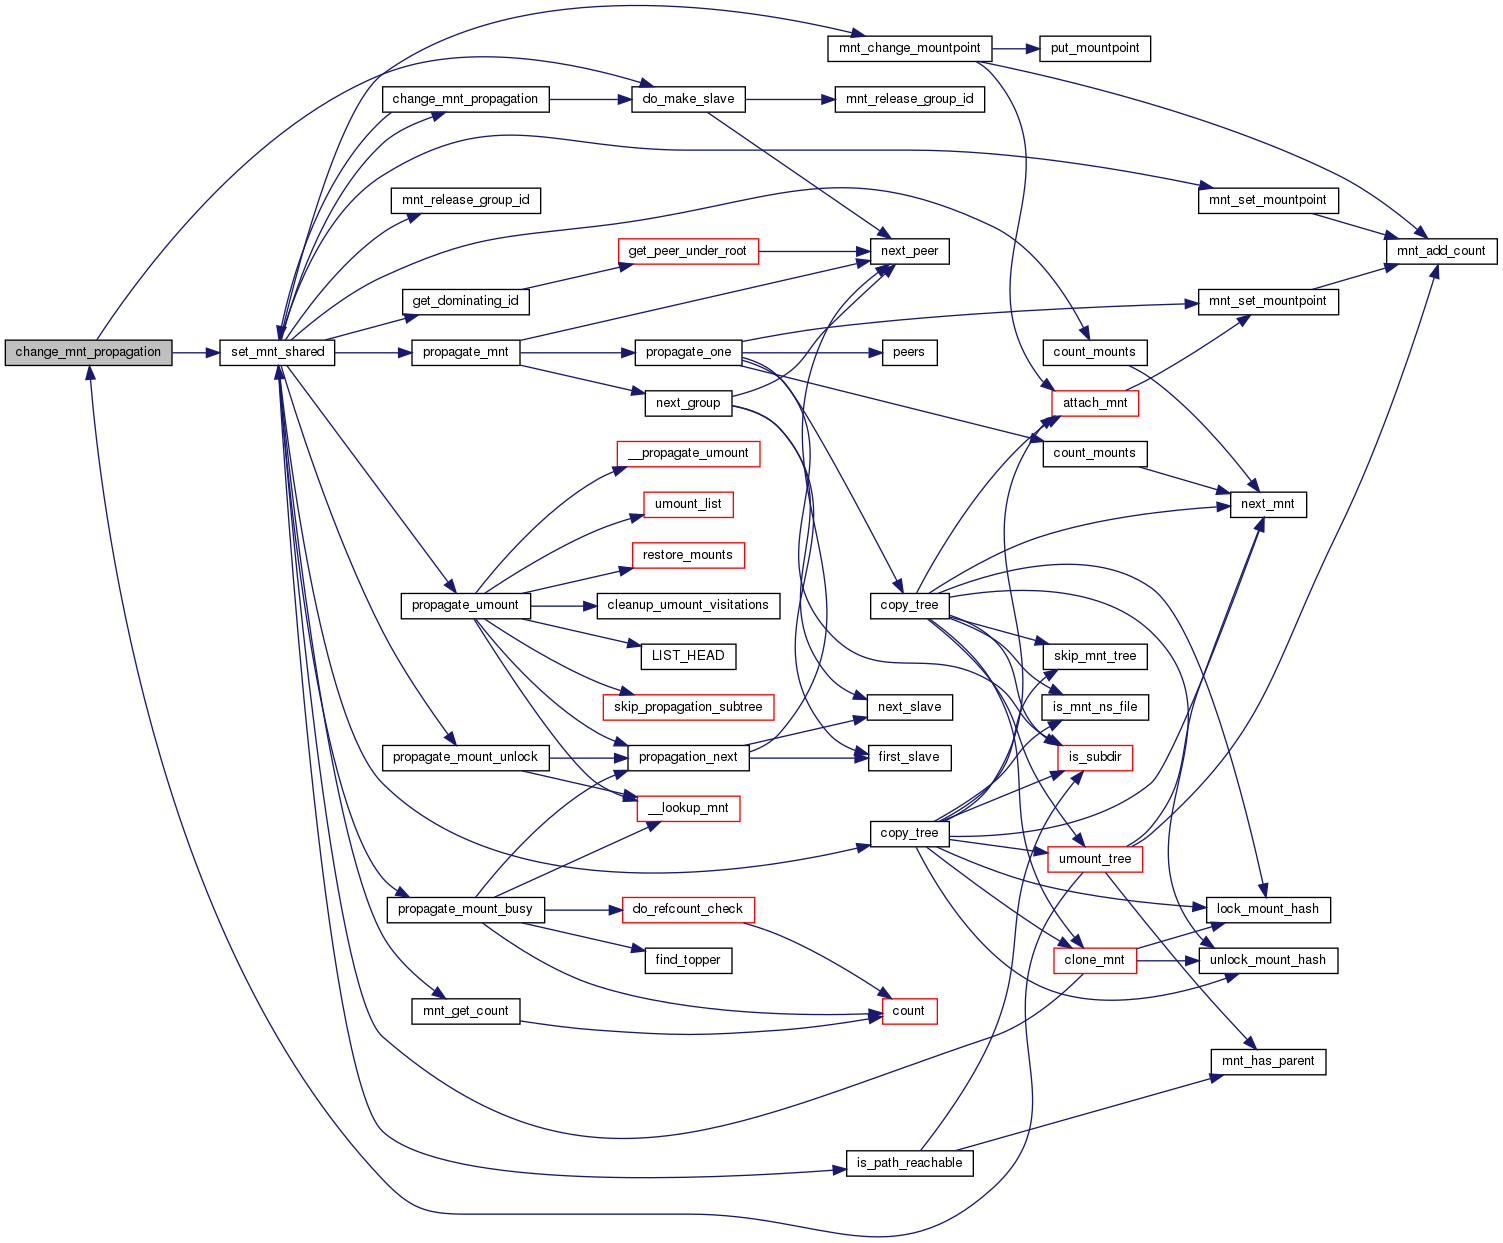 mnt_change_mountpoint
put_mountpoint
change_mnt_propagation
do_make_slave
mnt_release_group_id
mnt_release_group_id
mnt_set_mountpoint
get_peer_under_root
next_peer
mnt_add_count
get_dominating_id
mnt_set_mountpoint
change_mnt_propagation
set_mnt_shared
propagate_mnt
propagate_one
peers
count_mounts
next_group
attach_mnt
__propagate_umount
count_mounts
umount_list
next_mnt
restore_mounts
propagate_umount
cleanup_umount_visitations
copy_tree
LIST_HEAD
skip_mnt_tree
skip_propagation_subtree
next_slave
is_mnt_ns_file
propagate_mount_unlock
propagation_next
first_slave
is_subdir
__lookup_mnt
copy_tree
umount_tree
propagate_mount_busy
do_refcount_check
lock_mount_hash
find_topper
clone_mnt
unlock_mount_hash
mnt_get_count
count
mnt_has_parent
is_path_reachable